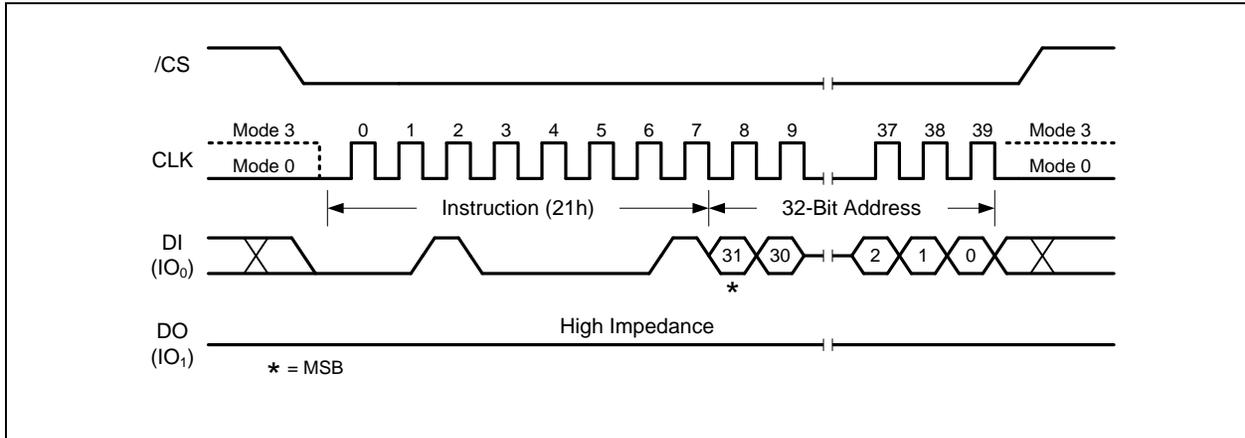 /CS
Mode 3 0 1 2 3 4 5 6 7 8 9 37 38 39 Mode 3
CLK
Mode 0 Mode 0
Instruction (21h) 32-Bit Address
DI
(IO₀) 31 30 2 1 0
*
High Impedance
DO
(IO₁)
* = MSB